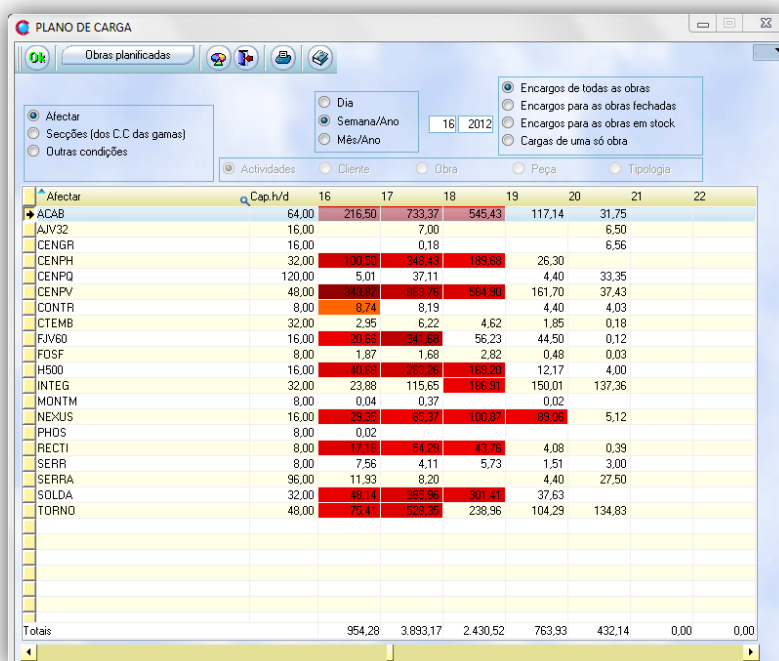 PLANO DE CARGA
Ok Obras planificadas
Afectar
Secções (dos C.C das gamas)
Outras condições
Dia
Semana/Ano
Mês/Ano
16 2012
Encargos de todas as obras
Encargos para as obras fechadas
Encargos para as obras em stock
Cargas de uma só obra
Actividades Cliente Obra Peça Tipologia
Afectar Cap.h/d 16 17 18 19 20 21 22
ACAB 64,00 216,50 733,37 545,43 117,14 31,75
AJV32 16,00 7,00 6,50
CENGR 16,00 0,18 6,56
CENPH 32,00 100,50 348,43 189,68 26,30
CENPQ 120,00 5,01 37,11 4,40 33,35
CENPV 48,00 343,87 963,76 584,90 161,70 37,43
CONTR 8,00 8,74 8,19 4,40 4,03
CTEMB 32,00 2,95 6,22 4,62 1,85 0,18
FJV60 16,00 20,66 341,68 56,23 44,50 0,12
FOSF 8,00 1,87 1,68 2,82 0,48 0,03
H500 16,00 40,69 263,26 169,20 12,17 4,00
INTEG 32,00 23,88 115,65 186,91 150,01 137,36
MONTM 8,00 0,04 0,37 0,02
NEXUS 16,00 29,35 85,37 100,87 89,06 5,12
PHOS 8,00 0,02
RECTI 8,00 17,18 54,29 43,76 4,08 0,39
SERR 8,00 7,56 4,11 5,73 1,51 3,00
SERRA 96,00 11,93 8,20 4,40 27,50
SOLDA 32,00 48,14 385,96 301,41 37,63
TORNO 48,00 75,41 528,35 238,96 104,29 134,83
Totais 954,28 3.893,17 2.430,52 763,93 432,14 0,00 0,00